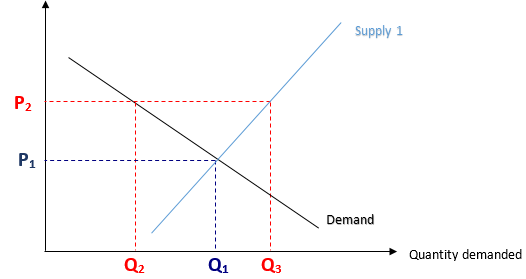 Supply 1
P2
P1
Demand
Quantity demanded
Q2
Q1
Q3